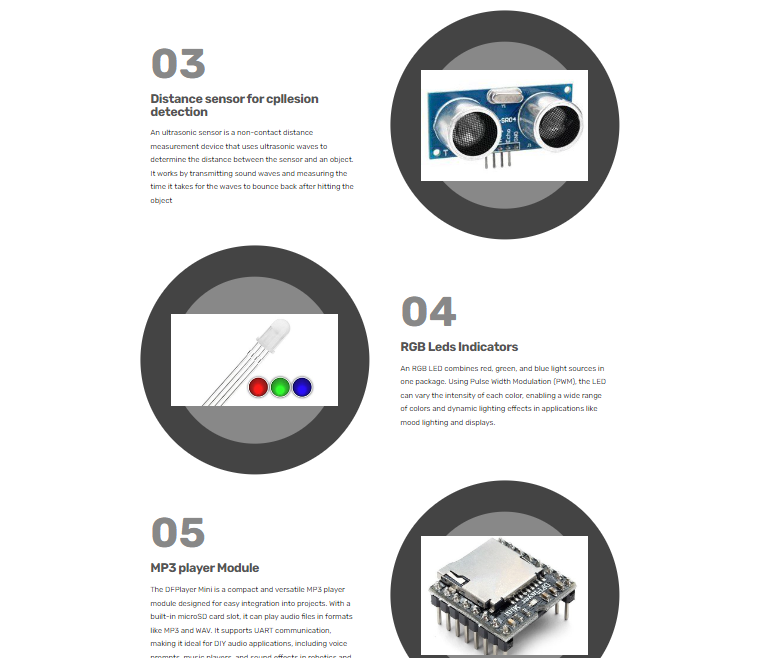 03
Distance sensor for cpllesion
detection
An ultrasonic sensor is a non-contact distance
measurement device that uses ultrasonic waves to
determine the distance between the sensor and an object.
It works by transmitting sound waves and measuring the
time it takes for the waves to bounce back after hitting the
object
-SR04
Echo
GND
T
04
RGB Leds Indicators
An RGB LED combines red, green, and blue light sources in
one package. Using Pulse Width Modulation (PWM), the LED
can vary the intensity of each color, enabling a wide range
of colors and dynamic lighting effects in applications like
mood lighting and displays.
05
MP3 player Module
The DFPlayer Mini is a compact and versatile MP3 player
module designed for easy integration into projects. With a
built-in microSD card slot, it can play audio files in formats
like MP3 and WAV. It supports UART communication,
making it ideal for DIY audio applications, including voice
prompts, music players, and sound effects in robotics and